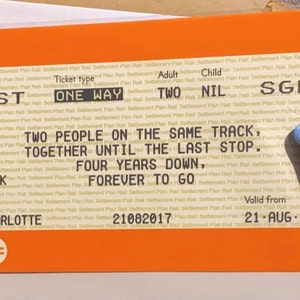 Ticket type Adult Child
ST ONE WAY TWO NIL SG
TWO PEOPLE ON THE SAME TRACK,
TOGETHER UNTIL THE LAST STOP.
FOUR YEARS DOWN,
K FOREVER TO GO
Valid from
RLOTTE 21082017 21·AUG·